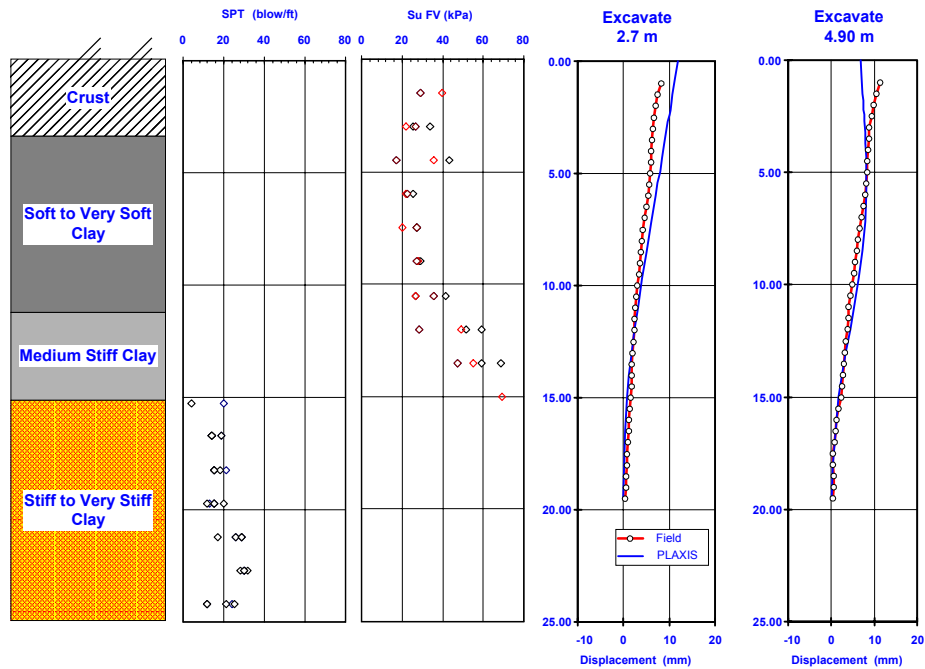 SPT (blow/ft)
0 20 40 60 80
Su FV (kPa)
0 20 40 60 80
Excavate
2.7 m
Excavate
4.90 m
Crust
Soft to Very Soft
Clay
Medium Stiff Clay
Stiff to Very Stiff
Clay
0.00
5.00
10.00
15.00
20.00
25.00
-10 0 10 20
Displacement (mm)
Field
PLAXIS
0.00
5.00
10.00
15.00
20.00
25.00
-10 0 10 20
Displacement (mm)